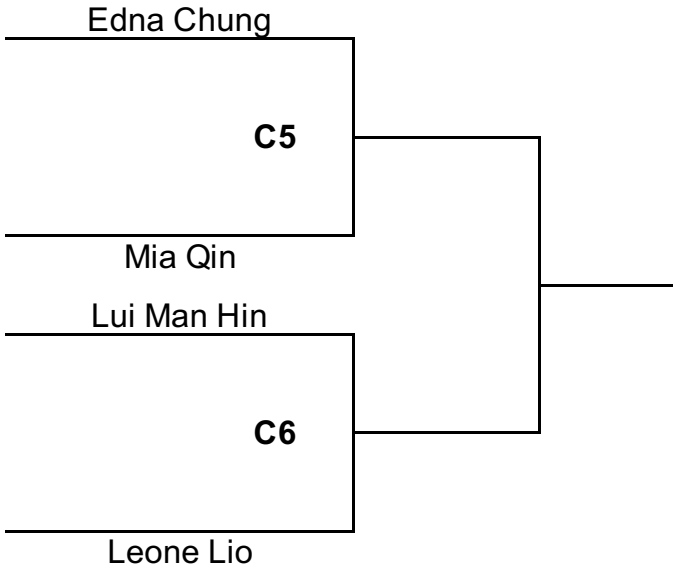 Edna Chung
C5
Mia Qin
Lui Man Hin
C6
Leone Lio